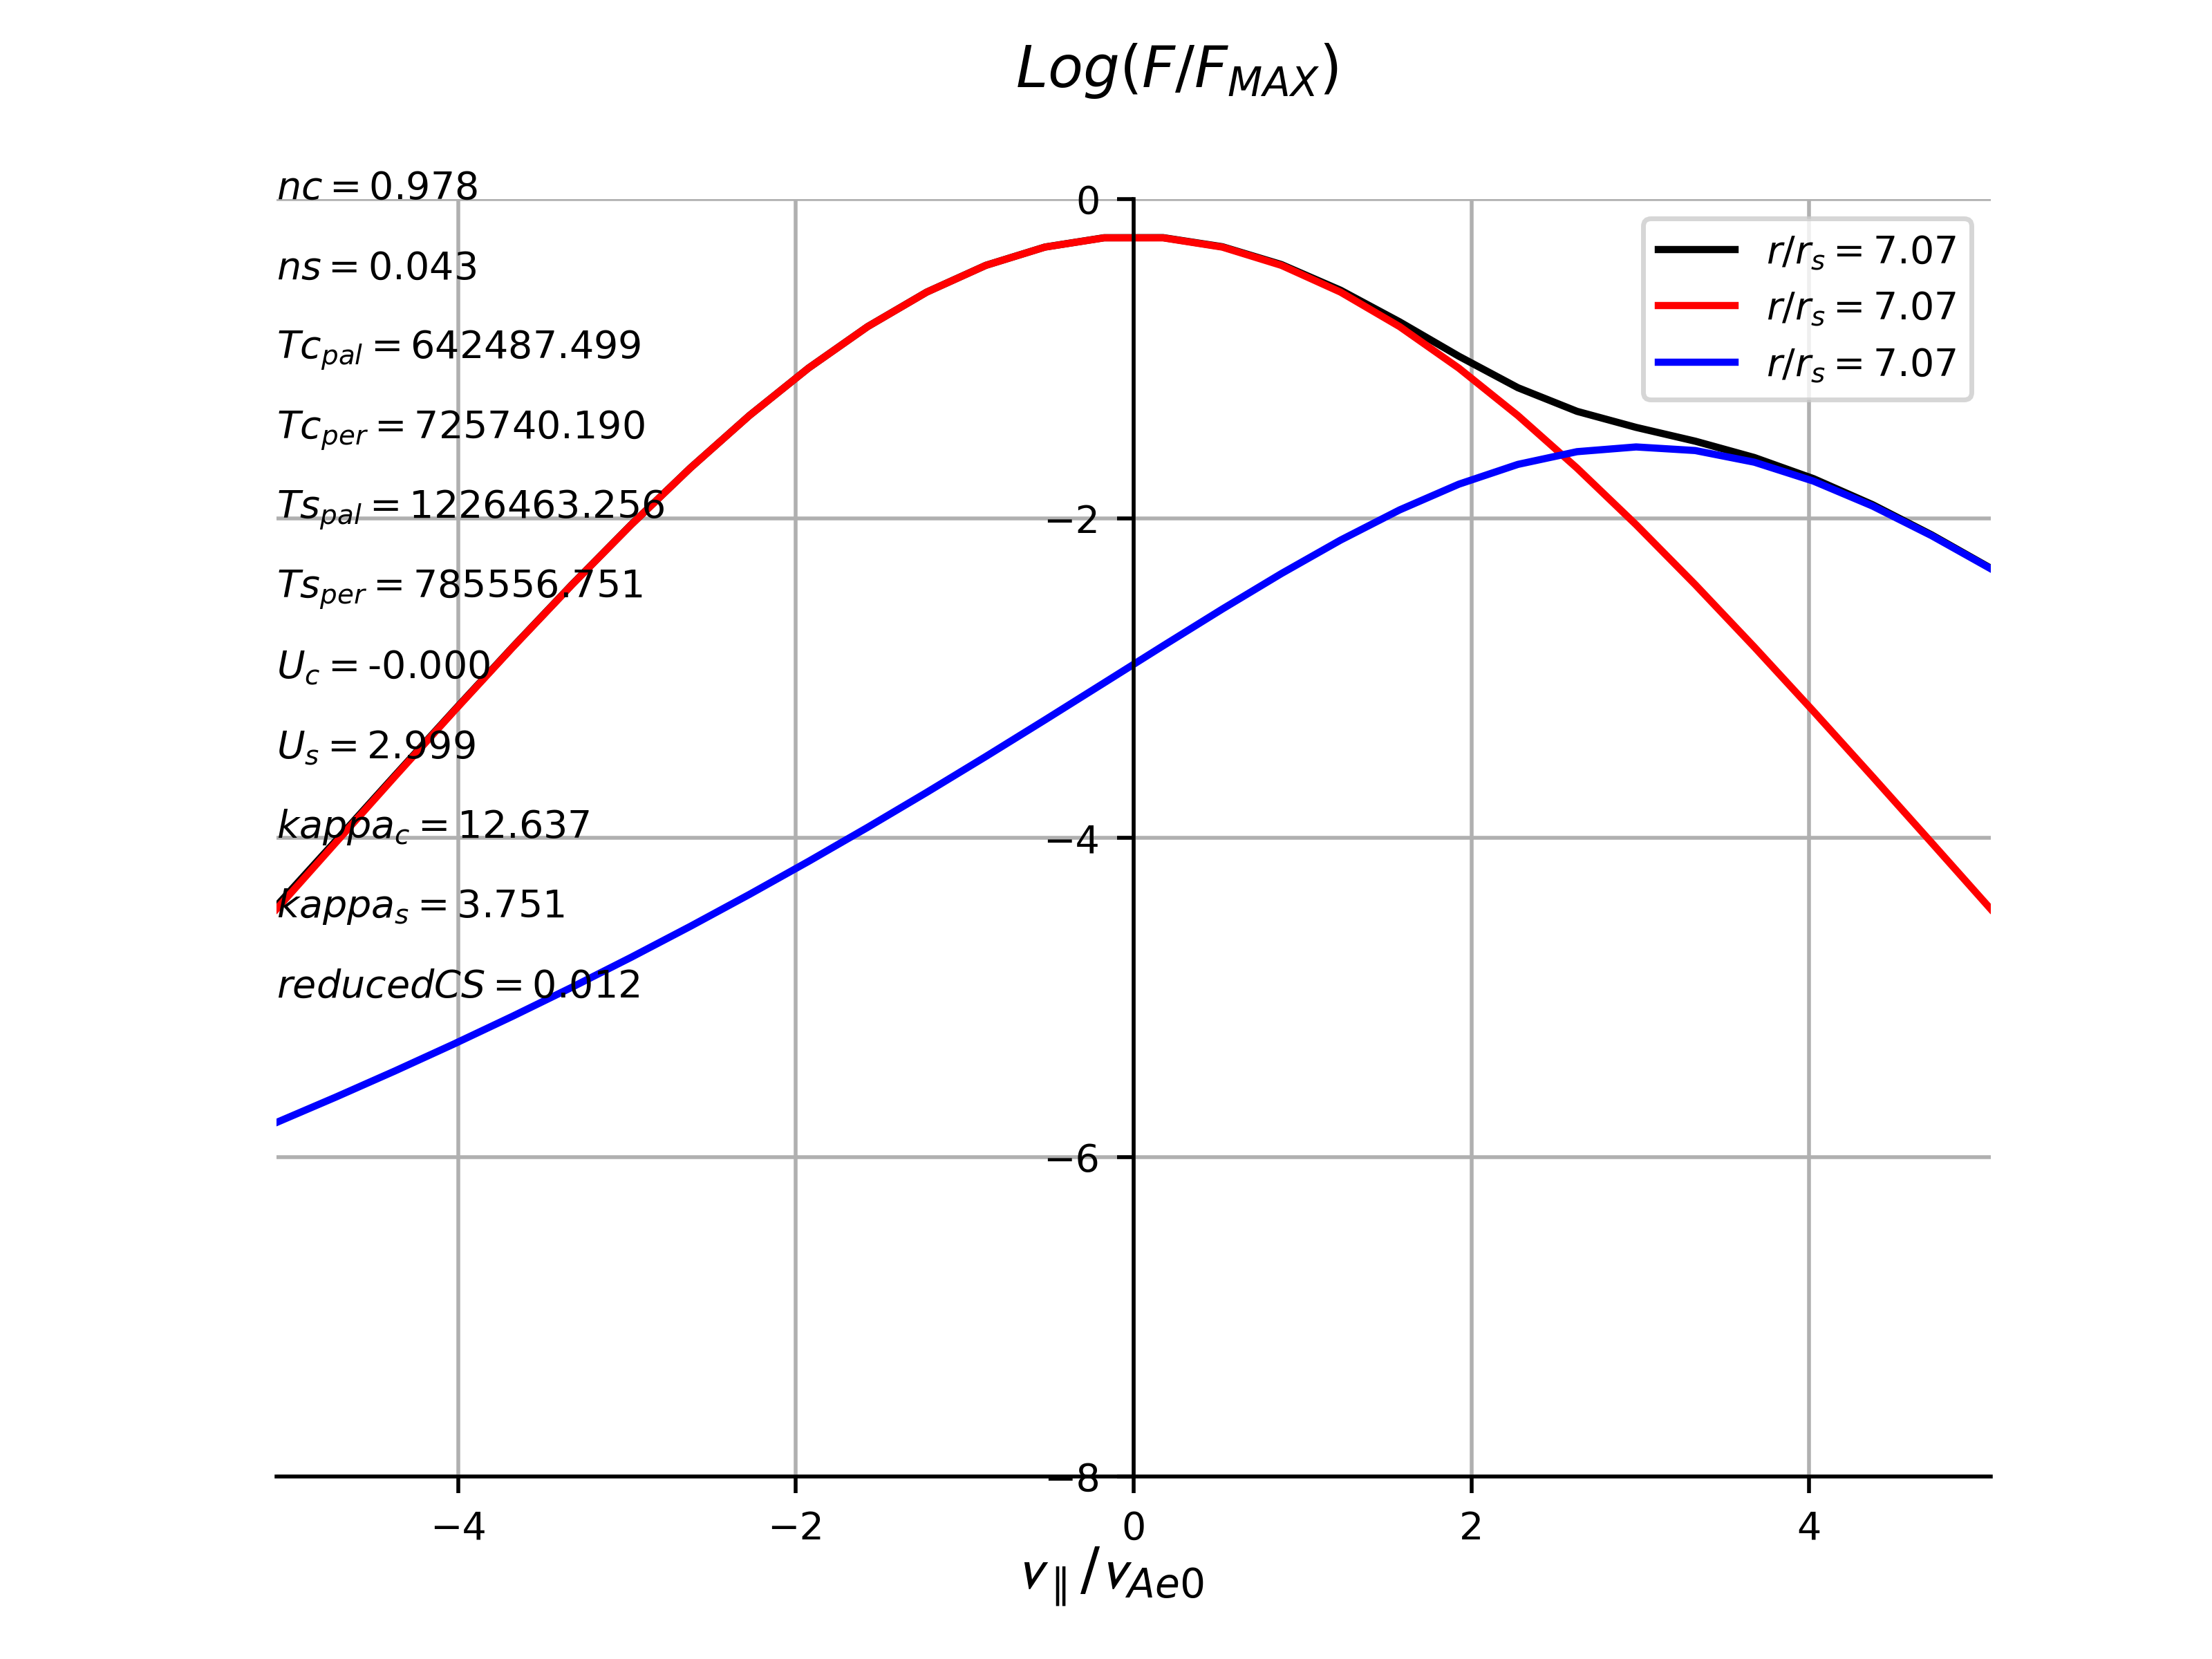 Log(F/F_MAX)
nc = 0.978
ns = 0.043
Tc_pal = 642487.499
Tc_per = 725740.190
Ts_pal = 1226463.256
Ts_per = 785556.751
U_c = -0.000
U_s = 2.999
kappa_c = 12.637
kappa_s = 3.751
reducedCS = 0.012
r/r_s = 7.07
r/r_s = 7.07
r/r_s = 7.07
0
−2
−4
−6
−8
−4 −2 0 2 4
v_∥/v_Ae0